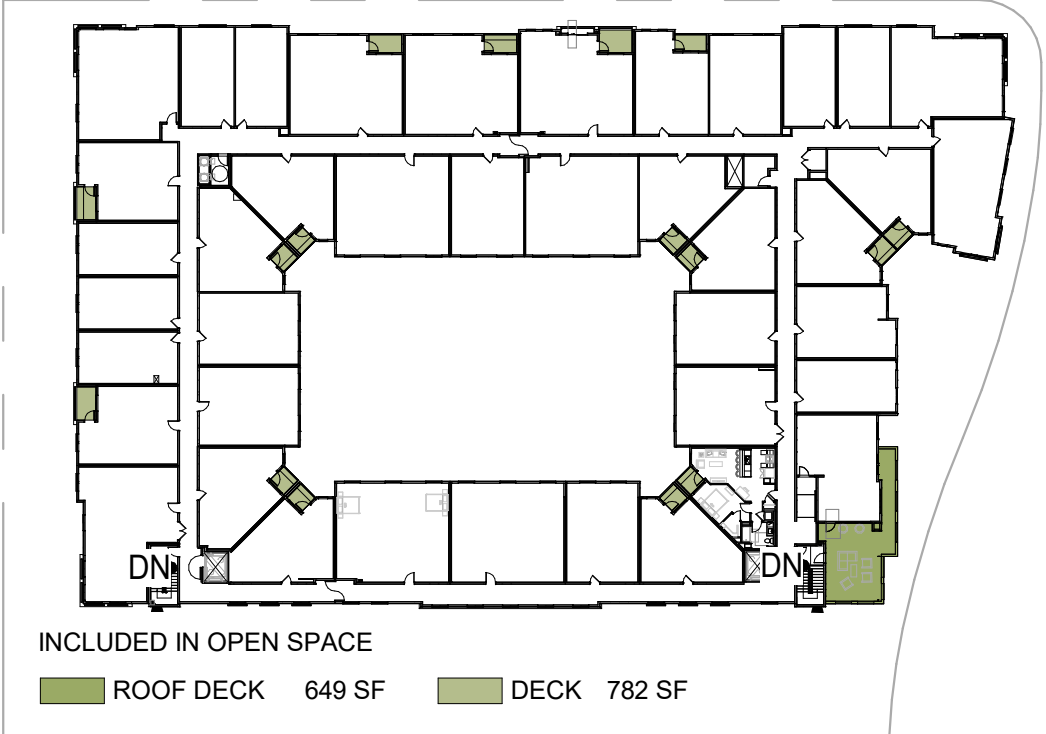 DN
DN
INCLUDED IN OPEN SPACE
ROOF DECK 649 SF DECK 782 SF